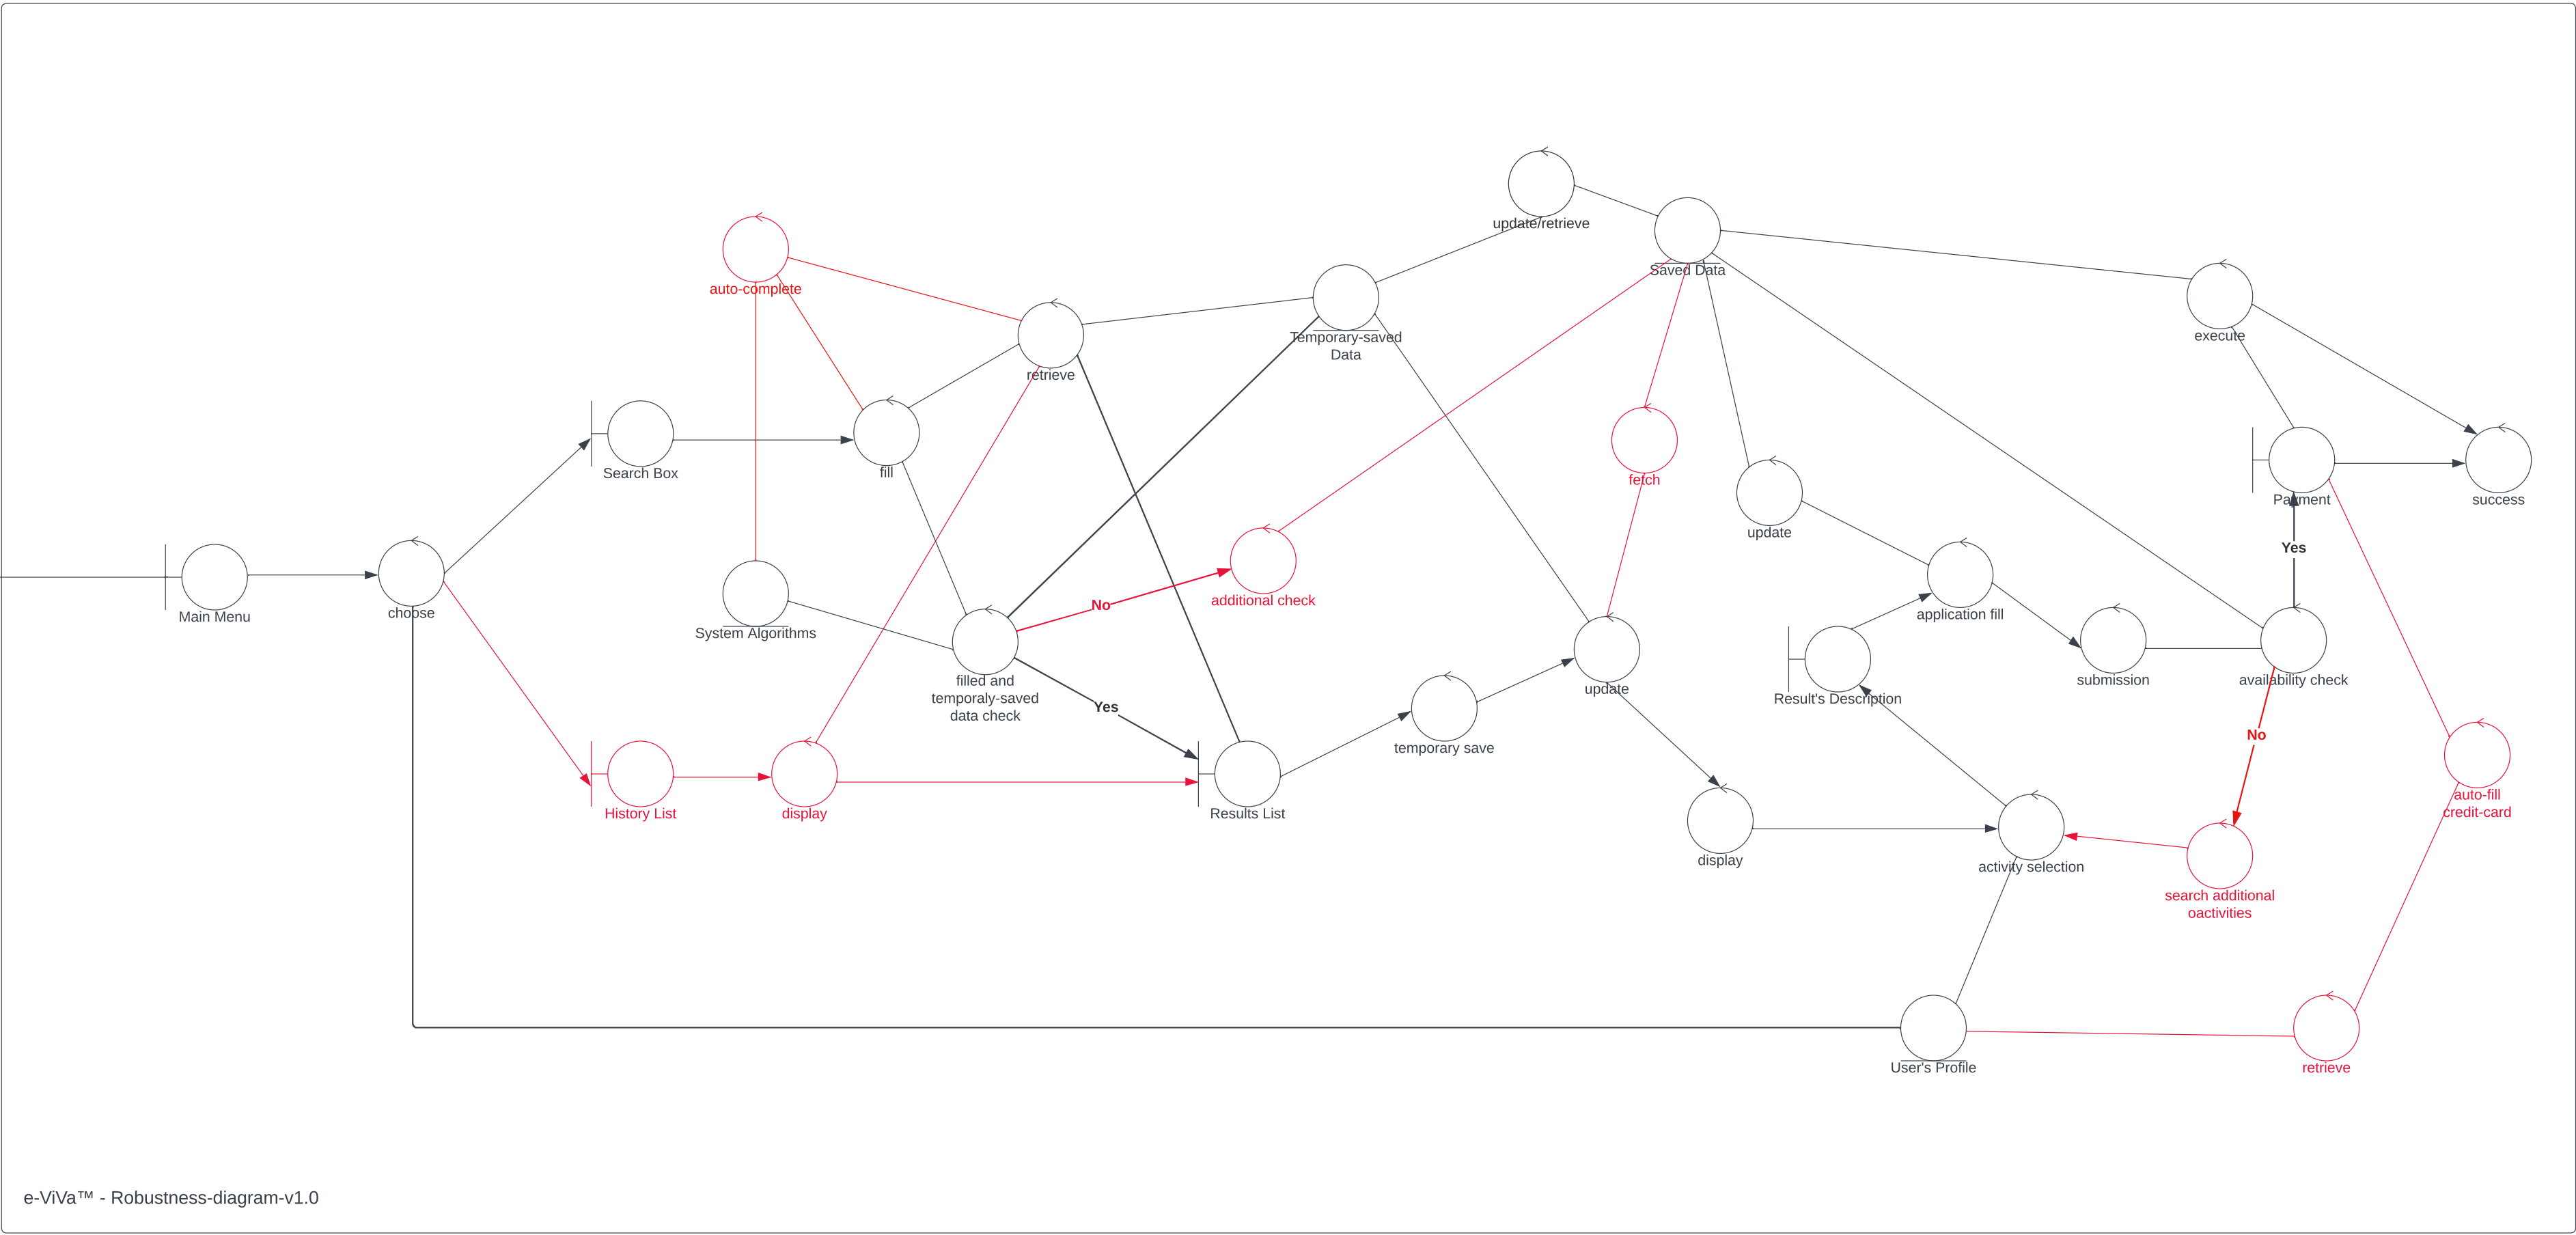 update/retrieve
Saved Data
auto-complete
Temporary-saved
Data
execute
retrieve
Search Box
fill
fetch
Payment
success
update
Yes
Main Menu
choose
additional check
No
application fill
System Algorithms
filled and
temporaly-saved
data check
Yes
update
Result's Description
submission
availability check
temporary save
No
History List
display
Results List
auto-fill
credit-card
display
activity selection
search additional
oactivities
User's Profile
retrieve
e-ViVa™ - Robustness-diagram-v1.0